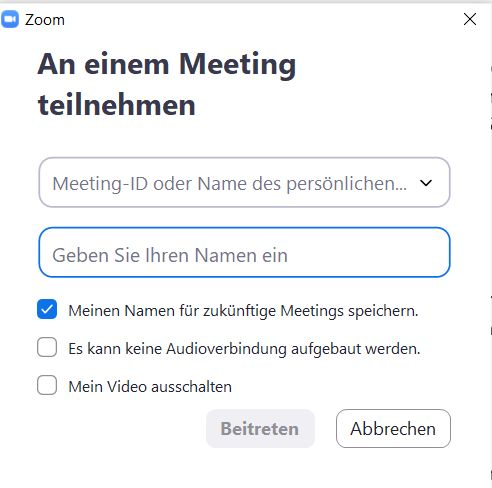 Zoom
An einem Meeting
teilnehmen
Meeting-ID oder Name des persönlichen...
Geben Sie Ihren Namen ein
Meinen Namen für zukünftige Meetings speichern.
Es kann keine Audioverbindung aufgebaut werden.
Mein Video ausschalten
Beitreten Abbrechen